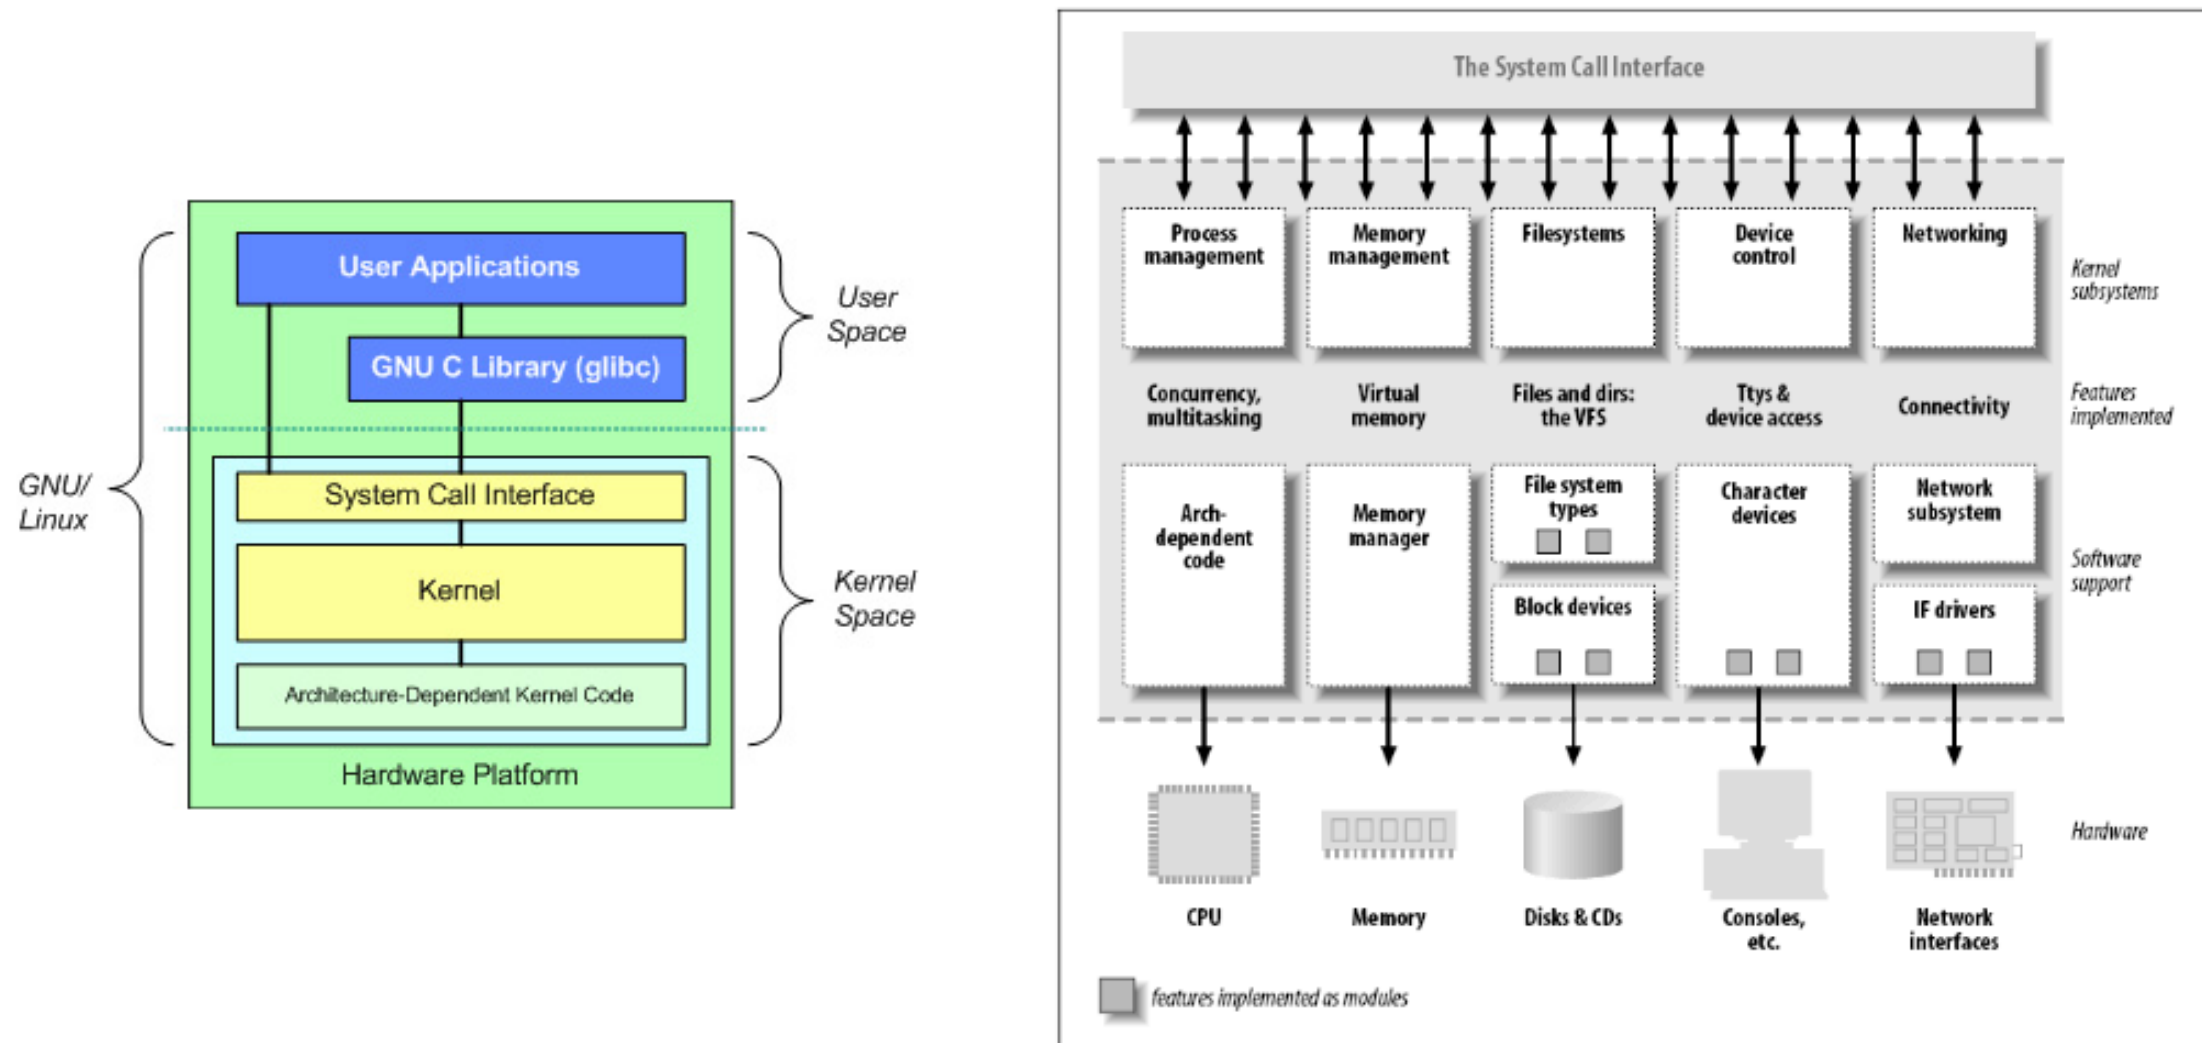 User Applications
GNU C Library (glibc)
User
Space
GNU/
Linux
System Call Interface
Kernel
Architecture-Dependent Kernel Code
Kernel
Space
Hardware Platform
The System Call Interface
Process
management
Memory
management
Filesystems
Device
control
Networking
Kernel
subsystems
Concurrency,
multitasking
Virtual
memory
Files and dirs:
the VFS
Ttys &
device access
Connectivity
Features
implemented
Arch-
dependent
code
Memory
manager
File system
types
Block devices
Character
devices
Network
subsystem
IF drivers
Software
support
Hardware
CPU
Memory
Disks & CDs
Consoles,
etc.
Network
interfaces
features implemented as modules